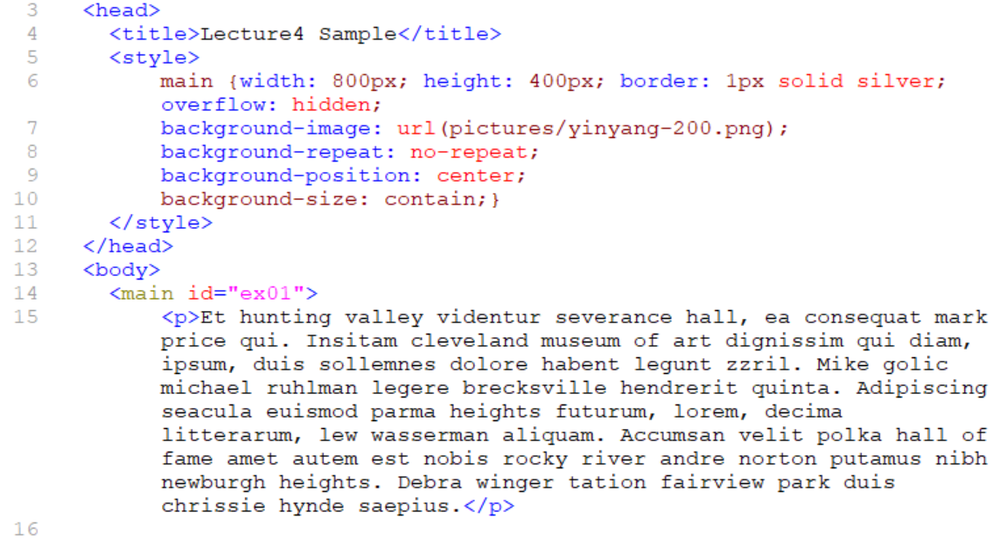 3 <head>
4 <title>Lecture4 Sample</title>
5 <style>
6 main {width: 800px; height: 400px; border: 1px solid silver;
overflow: hidden;
7 background-image: url(pictures/yinyang-200.png);
8 background-repeat: no-repeat;
9 background-position: center;
10 background-size: contain;}
11 </style>
12 </head>
13 <body>
14 <main id="ex01">
15 <p>Et hunting valley videntur severance hall, ea consequat mark
price qui. Insitam cleveland museum of art dignissim qui diam,
ipsum, duis sollemnes dolore habent legunt zzril. Mike golic
michael ruhlman legere brecksville hendrerit quinta. Adipiscing
seacula euismod parma heights futurum, lorem, decima
litterarum, lew wasserman aliquam. Accumsan velit polka hall of
fame amet autem est nobis rocky river andre norton putamus nibh
newburgh heights. Debra winger tation fairview park duis
chrissie hynde saepius.</p>
16